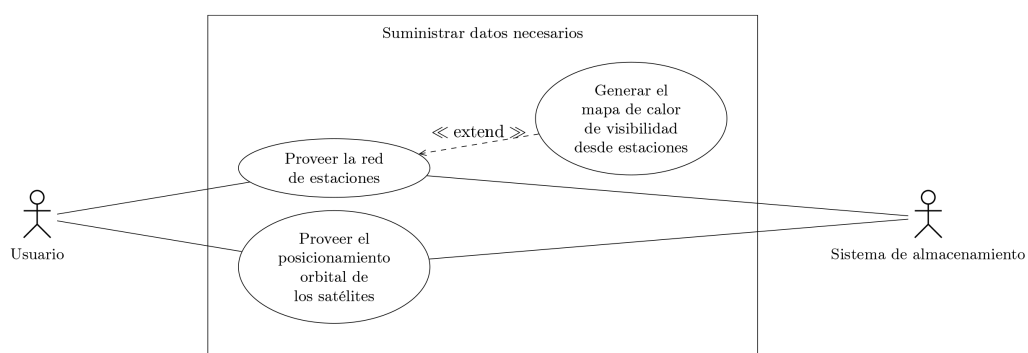 Suministrar datos necesarios
Generar el
mapa de calor
de visibilidad
desde estaciones
≪ extend ≫
Proveer la red
de estaciones
Proveer el
posicionamiento
orbital de
los satélites
Usuario
Sistema de almacenamiento